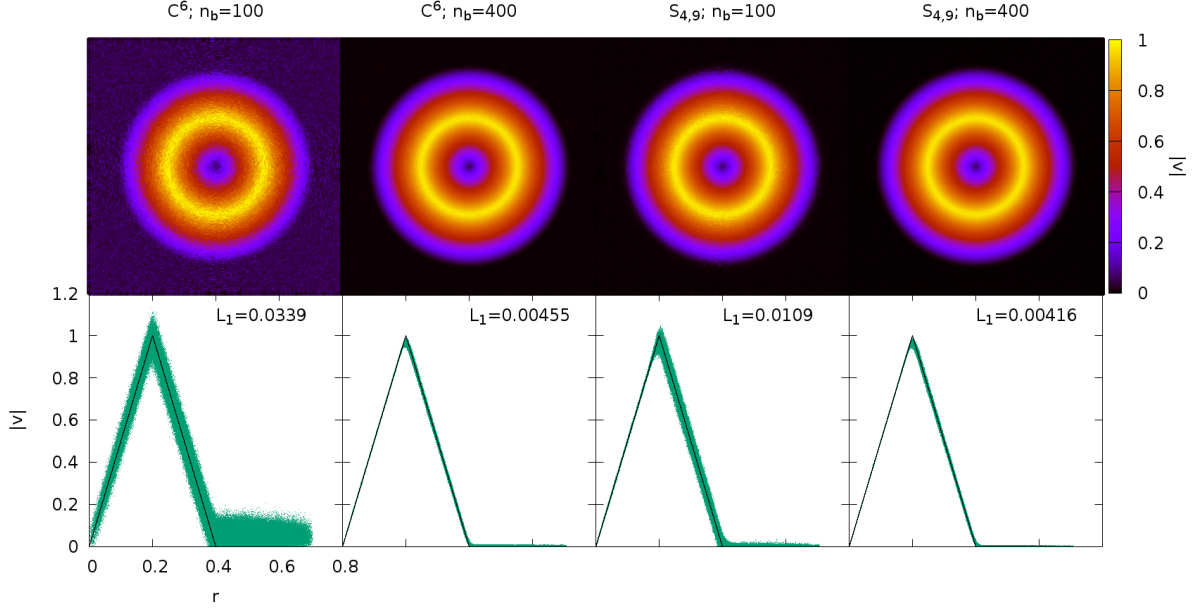 C⁶; n_b=100
C⁶; n_b=400
S₄,₉; n_b=100
S₄,₉; n_b=400
1
0.8
0.6
0.4
0.2
0
|v|
L₁=0.0339
L₁=0.00455
L₁=0.0109
L₁=0.00416
1.2
1
0.8
0.6
0.4
0.2
0
|v|
0 0.2 0.4 0.6 0.8
r